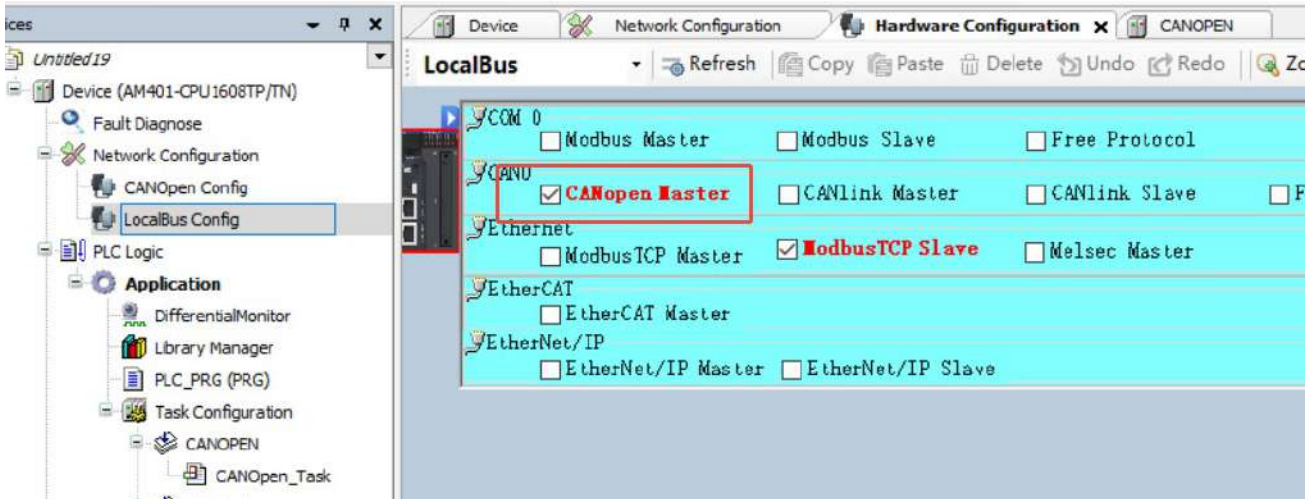 ices
Device
Network Configuration
Hardware Configuration
CANOPEN
Untitled19
LocalBus
Refresh
Copy
Paste
Delete
Undo
Redo
Zo
Device (AM401-CPU1608TP/TN)
Fault Diagnose
Network Configuration
CANOpen Config
LocalBus Config
PLC Logic
Application
DifferentialMonitor
Library Manager
PLC_PRG (PRG)
Task Configuration
CANOPEN
CANOpen_Task
COM 0
Modbus Master
Modbus Slave
Free Protocol
CAN0
CANopen Master
CANlink Master
CANlink Slave
F
Ethernet
ModbusTCP Master
ModbusTCP Slave
Melsec Master
EtherCAT
EtherCAT Master
EtherNet/IP
EtherNet/IP Master
EtherNet/IP Slave